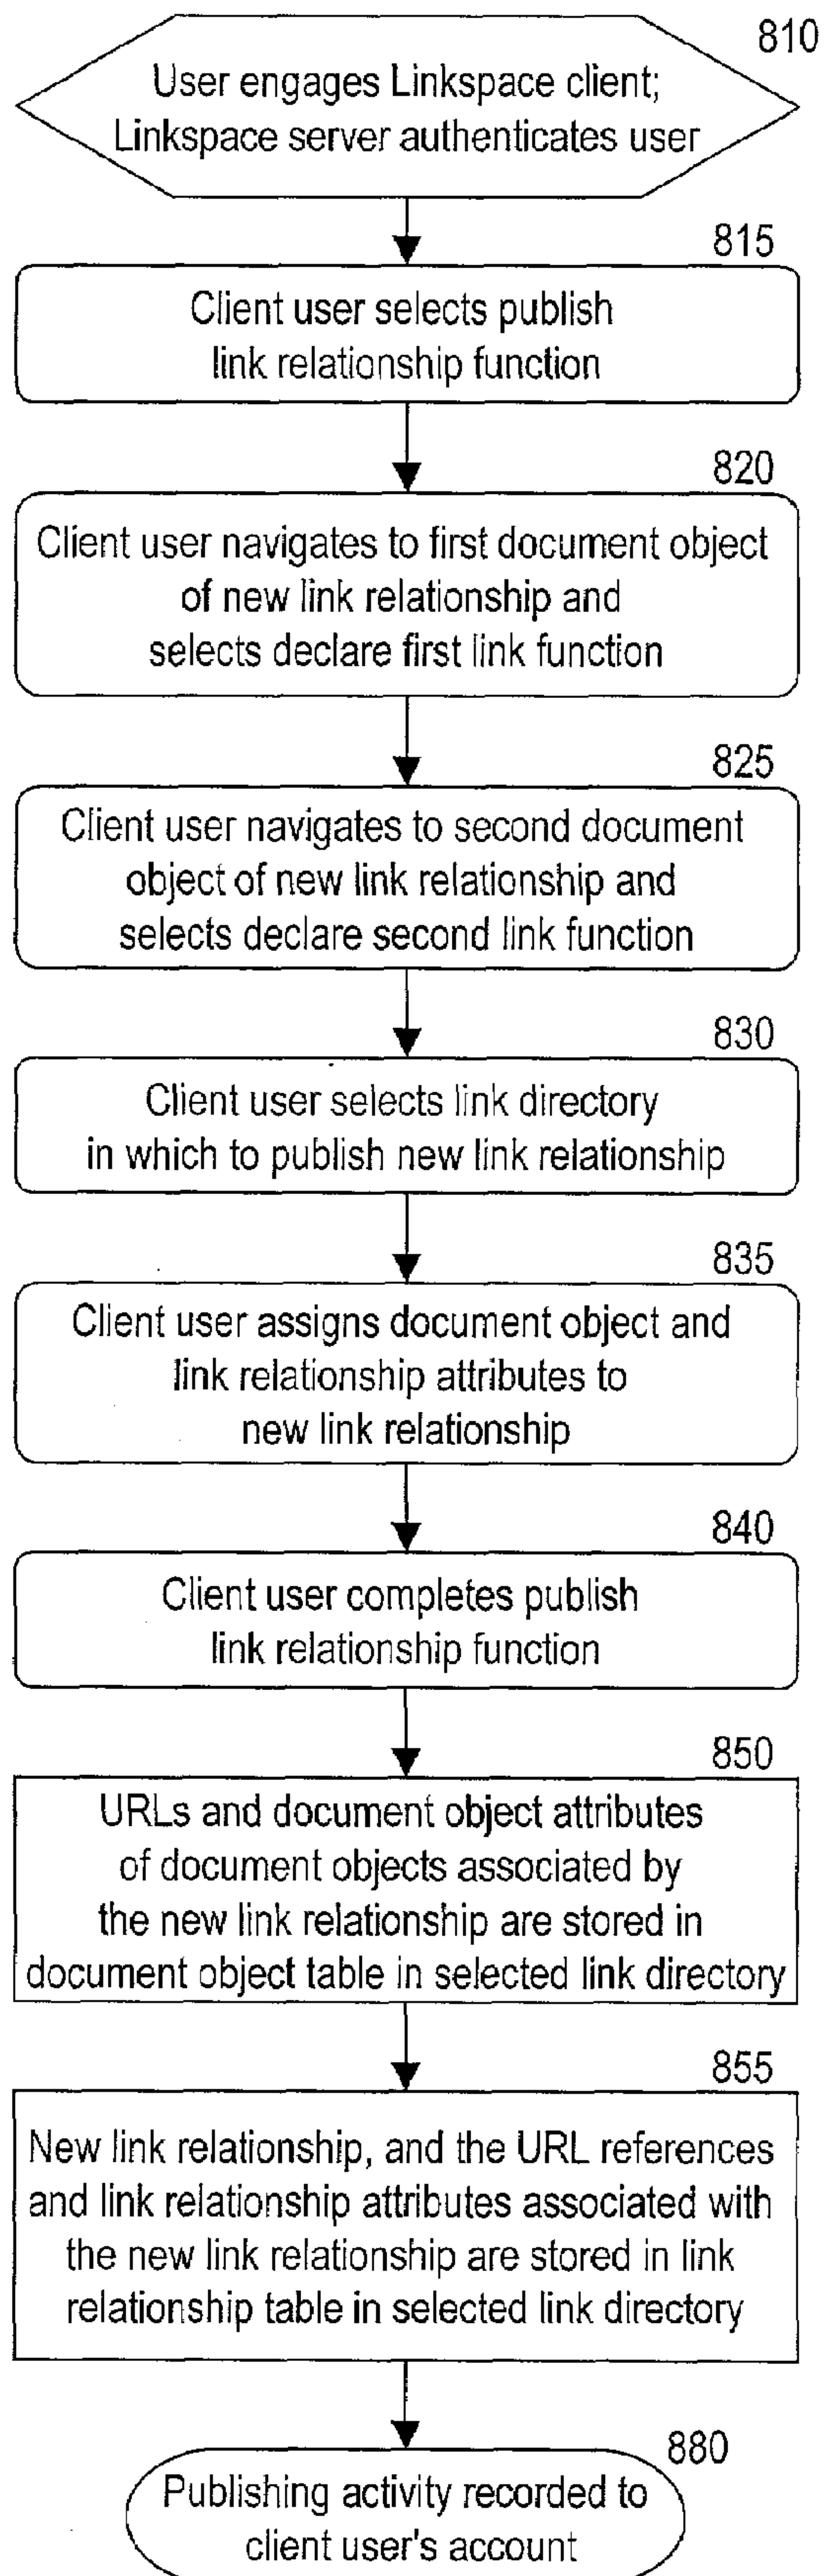 810
User engages Linkspace client;
Linkspace server authenticates user
815
Client user selects publish
link relationship function
820
Client user navigates to first document object
of new link relationship and
selects declare first link function
825
Client user navigates to second document
object of new link relationship and
selects declare second link function
830
Client user selects link directory
in which to publish new link relationship
835
Client user assigns document object and
link relationship attributes to
new link relationship
840
Client user completes publish
link relationship function
850
URLs and document object attributes
of document objects associated by
the new link relationship are stored in
document object table in selected link directory
855
New link relationship, and the URL references
and link relationship attributes associated with
the new link relationship are stored in link
relationship table in selected link directory
880
Publishing activity recorded to
client user's account